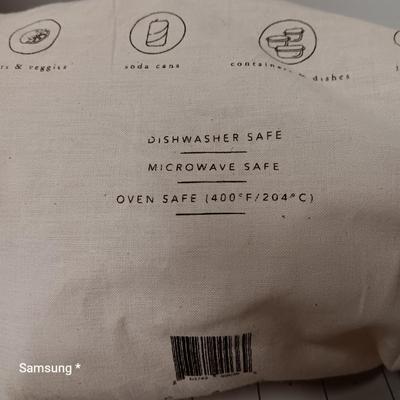 & veggies
soda cans
containers & dishes
DISHWASHER SAFE
MICROWAVE SAFE
OVEN SAFE (400°F/204°C)
Samsung *